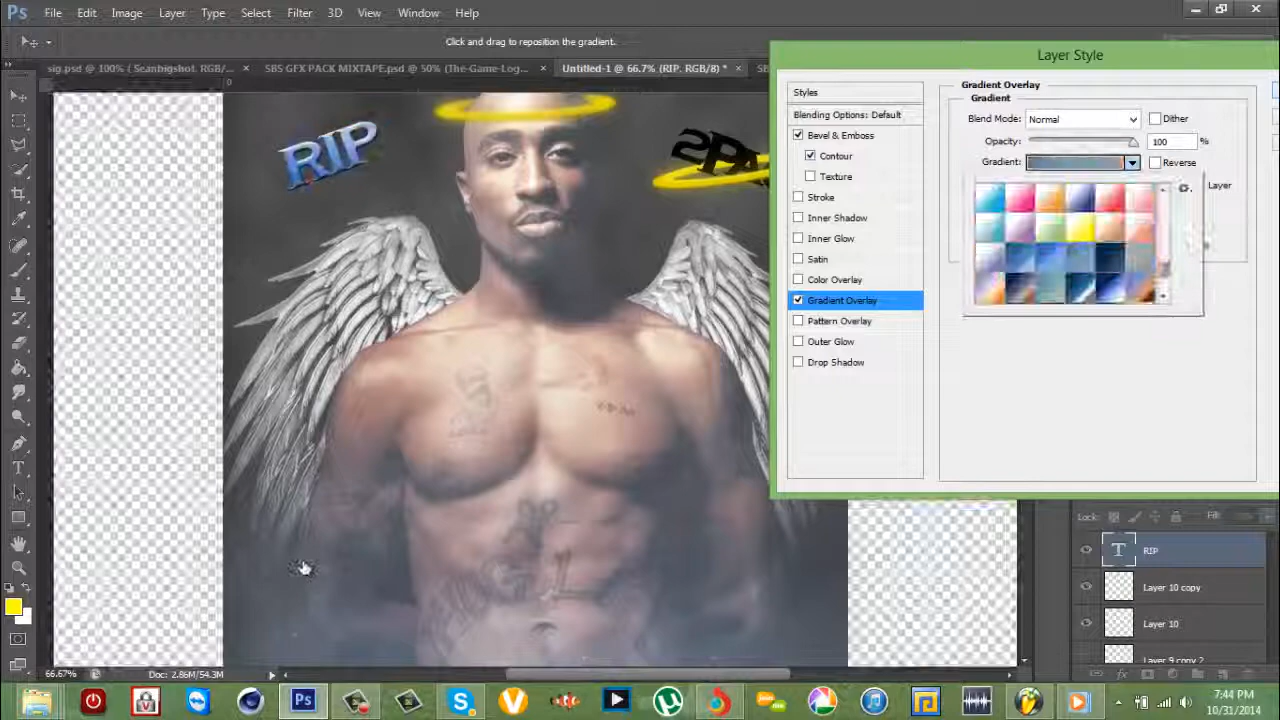 Ps File Edit Image Layer Type Select Filter 3D View Window Help
Click and drag to reposition the gradient.
sig.psd @ 100% ( Seanbigshot. RGB/... × SBS GFX PACK MIXTAPE.psd @ 50% (The-Game-Log... × Untitled-1 @ 66.7% (RIP. RGB/8) * ×
0
RIP
Layer Style
Styles
Blending Options: Default
Bevel & Emboss
Contour
Texture
Stroke
Inner Shadow
Inner Glow
Satin
Color Overlay
Gradient Overlay
Pattern Overlay
Outer Glow
Drop Shadow
Gradient Overlay
Gradient
Blend Mode: Normal Dither
Opacity: 100 %
Gradient: Reverse
Layer
Lock: Fill:
T RIP
Layer 10 copy
Layer 10
Layer 9 copy 2
66.67% Doc: 2.86M/54.3M
7:44 PM
10/31/2014